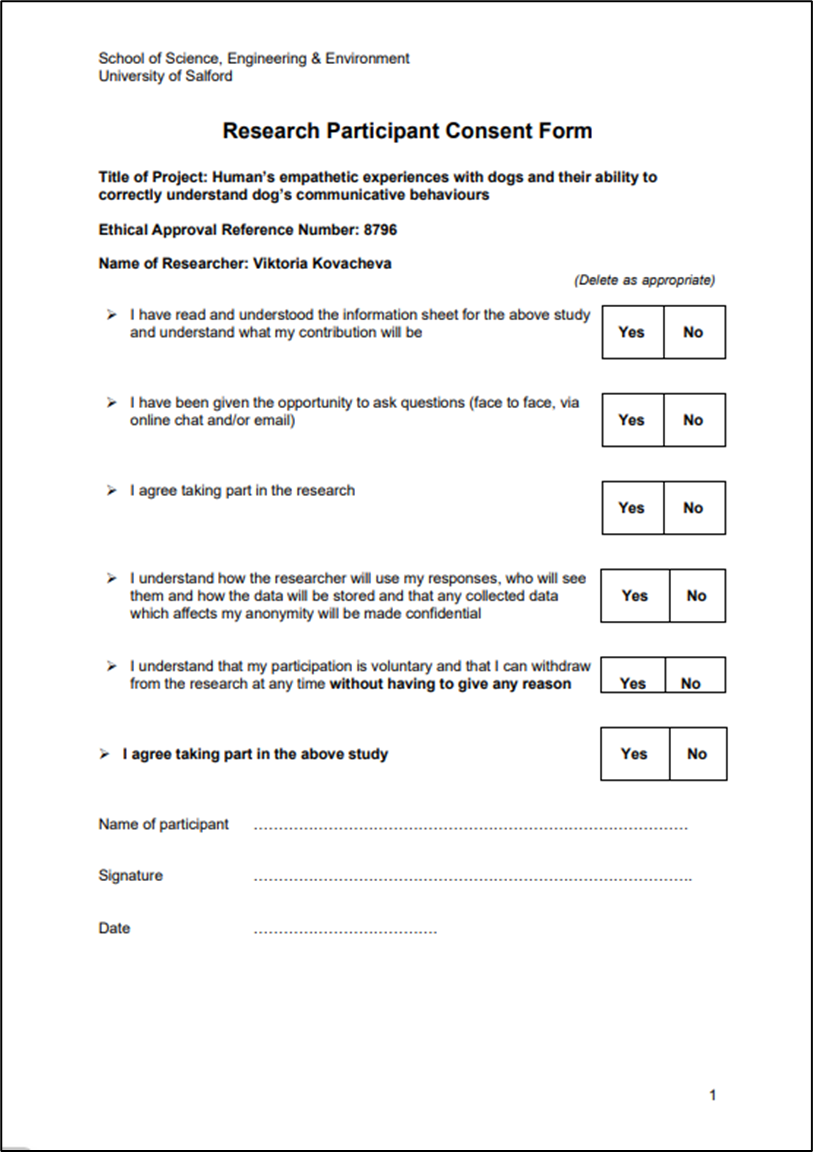 School of Science, Engineering & Environment
University of Salford
Research Participant Consent Form
Title of Project: Human's empathetic experiences with dogs and their ability to
correctly understand dog's communicative behaviours
Ethical Approval Reference Number: 8796
Name of Researcher: Viktoria Kovacheva
(Delete as appropriate)
➢ I have read and understood the information sheet for the above study
and understand what my contribution will be
Yes No
➢ I have been given the opportunity to ask questions (face to face, via
online chat and/or email)
Yes No
➢ I agree taking part in the research
Yes No
➢ I understand how the researcher will use my responses, who will see
them and how the data will be stored and that any collected data
which affects my anonymity will be made confidential
Yes No
➢ I understand that my participation is voluntary and that I can withdraw
from the research at any time without having to give any reason
Yes No
➢ I agree taking part in the above study
Yes No
Name of participant ……………………………………………………………………………
Signature …………………………………………………………………………….
Date ……………………………….
1